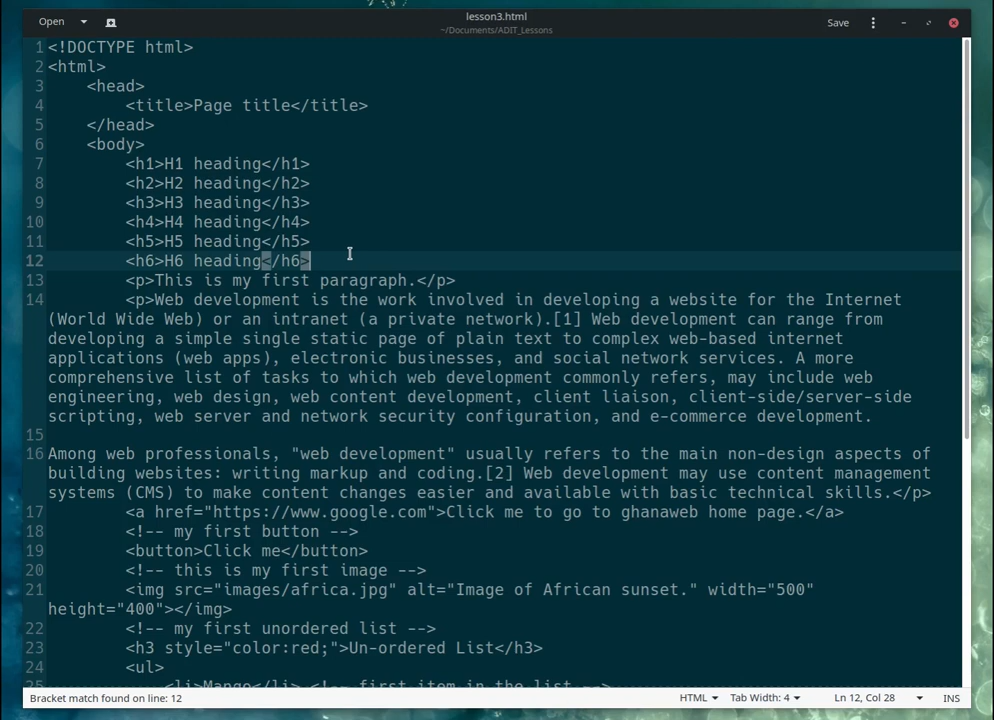 Open
lesson3.html
~/Documents/ADIT_Lessons
Save
1 <!DOCTYPE html>
2 <html>
3     <head>
4         <title>Page title</title>
5     </head>
6     <body>
7         <h1>H1 heading</h1>
8         <h2>H2 heading</h2>
9         <h3>H3 heading</h3>
10         <h4>H4 heading</h4>
11         <h5>H5 heading</h5>
12         <h6>H6 heading</h6>
13         <p>This is my first paragraph.</p>
14         <p>Web development is the work involved in developing a website for the Internet
(World Wide Web) or an intranet (a private network).[1] Web development can range from
developing a simple single static page of plain text to complex web-based internet
applications (web apps), electronic businesses, and social network services. A more
comprehensive list of tasks to which web development commonly refers, may include web
engineering, web design, web content development, client liaison, client-side/server-side
scripting, web server and network security configuration, and e-commerce development.
15
16 Among web professionals, "web development" usually refers to the main non-design aspects of
building websites: writing markup and coding.[2] Web development may use content management
systems (CMS) to make content changes easier and available with basic technical skills.</p>
17         <a href="https://www.google.com">Click me to go to ghanaweb home page.</a>
18         <!-- my first button -->
19         <button>Click me</button>
20         <!-- this is my first image -->
21         <img src="images/africa.jpg" alt="Image of African sunset." width="500"
height="400"></img>
22         <!-- my first unordered list -->
23         <h3 style="color:red;">Un-ordered List</h3>
24         <ul>
25             <li>Mango</li> <!-- first item in the list -->
Bracket match found on line: 12
HTML
Tab Width: 4
Ln 12, Col 28
INS